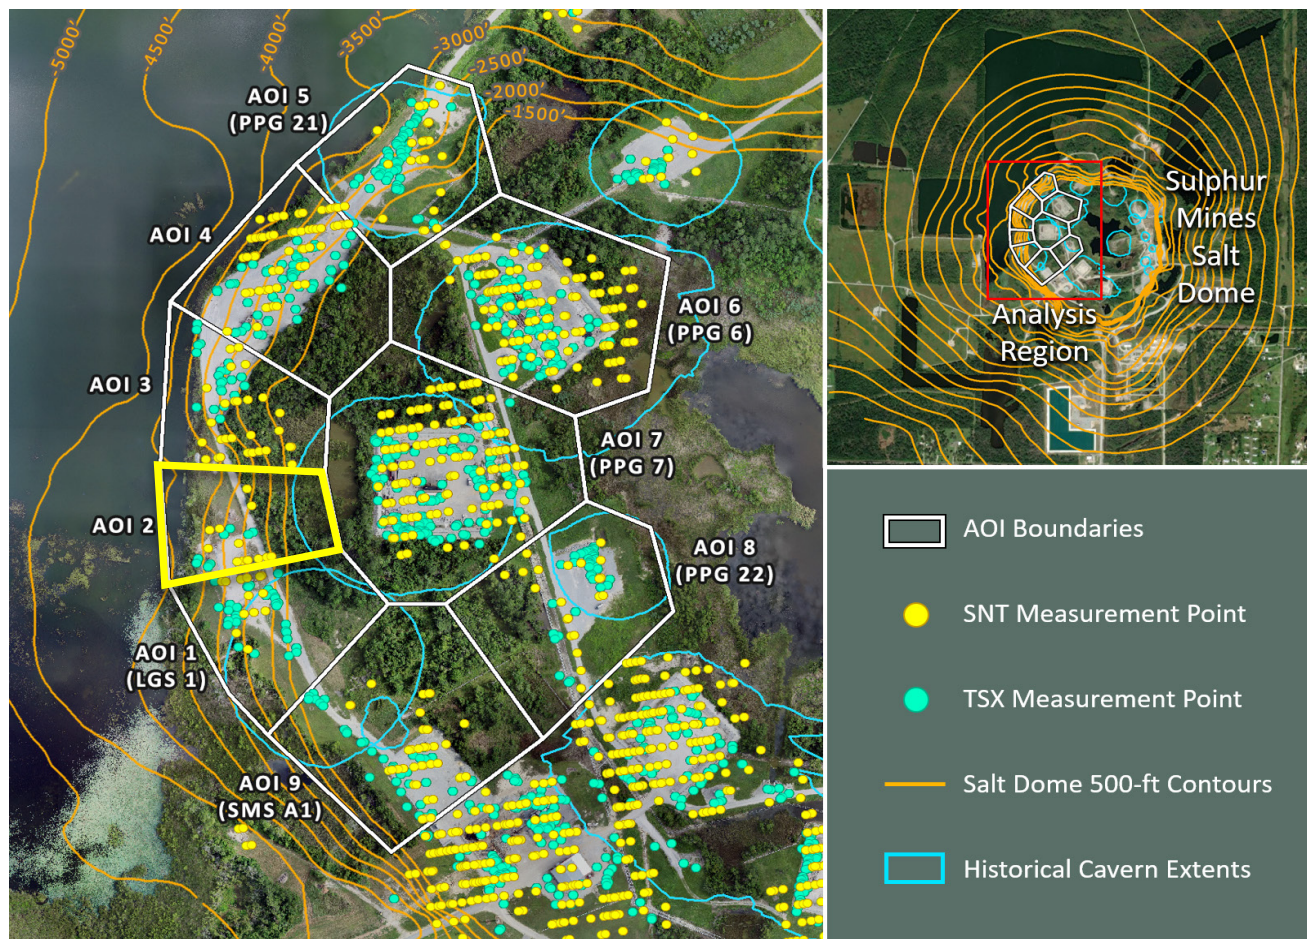 -5000'
-4500'
-4000'
-3500'
-3000'
-2500'
-2000'
-1500'
AOI 5
(PPG 21)
AOI 4
AOI 3
AOI 2
AOI 1
(LGS 1)
AOI 9
(SMS A1)
AOI 6
(PPG 6)
AOI 7
(PPG 7)
AOI 8
(PPG 22)
Sulphur
Mines
Salt
Dome
Analysis
Region
AOI Boundaries
SNT Measurement Point
TSX Measurement Point
Salt Dome 500-ft Contours
Historical Cavern Extents